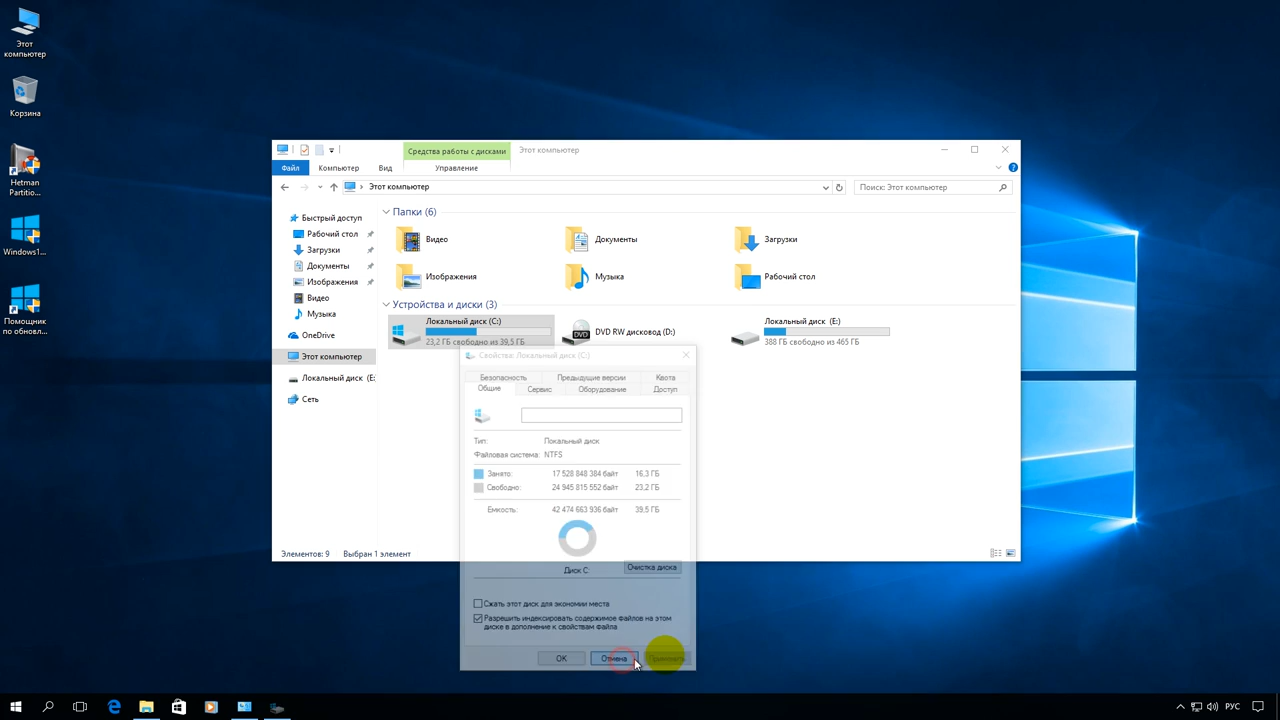 Этот
компьютер
Корзина
Hetman
Partitio...
Windows1...
Помощник
по обновл...
Средства работы с дисками
Этот компьютер
Файл
Компьютер
Вид
Управление
Этот компьютер
Поиск: Этот компьютер
Быстрый доступ
Рабочий стол
Загрузки
Документы
Изображения
Видео
Музыка
OneDrive
Этот компьютер
Локальный диск (E:
Сеть
Папки (6)
Видео
Документы
Загрузки
Изображения
Музыка
Рабочий стол
Устройства и диски (3)
Локальный диск (C:)
23,2 ГБ свободно из 39,5 ГБ
DVD
DVD RW дисковод (D:)
Локальный диск (E:)
388 ГБ свободно из 465 ГБ
Элементов: 9
Выбран 1 элемент
Свойства: Локальный диск (C:)
Безопасность
Предыдущие версии
Квота
Общие
Сервис
Оборудование
Доступ
Тип: Локальный диск
Файловая система: NTFS
Занято: 17 528 848 384 байт 16,3 ГБ
Свободно: 24 945 815 552 байт 23,2 ГБ
Емкость: 42 474 663 936 байт 39,5 ГБ
Диск C:
Очистка диска
Сжать этот диск для экономии места
Разрешить индексировать содержимое файлов на этом
диске в дополнение к свойствам файла
OK
Отмена
Применить
РУС